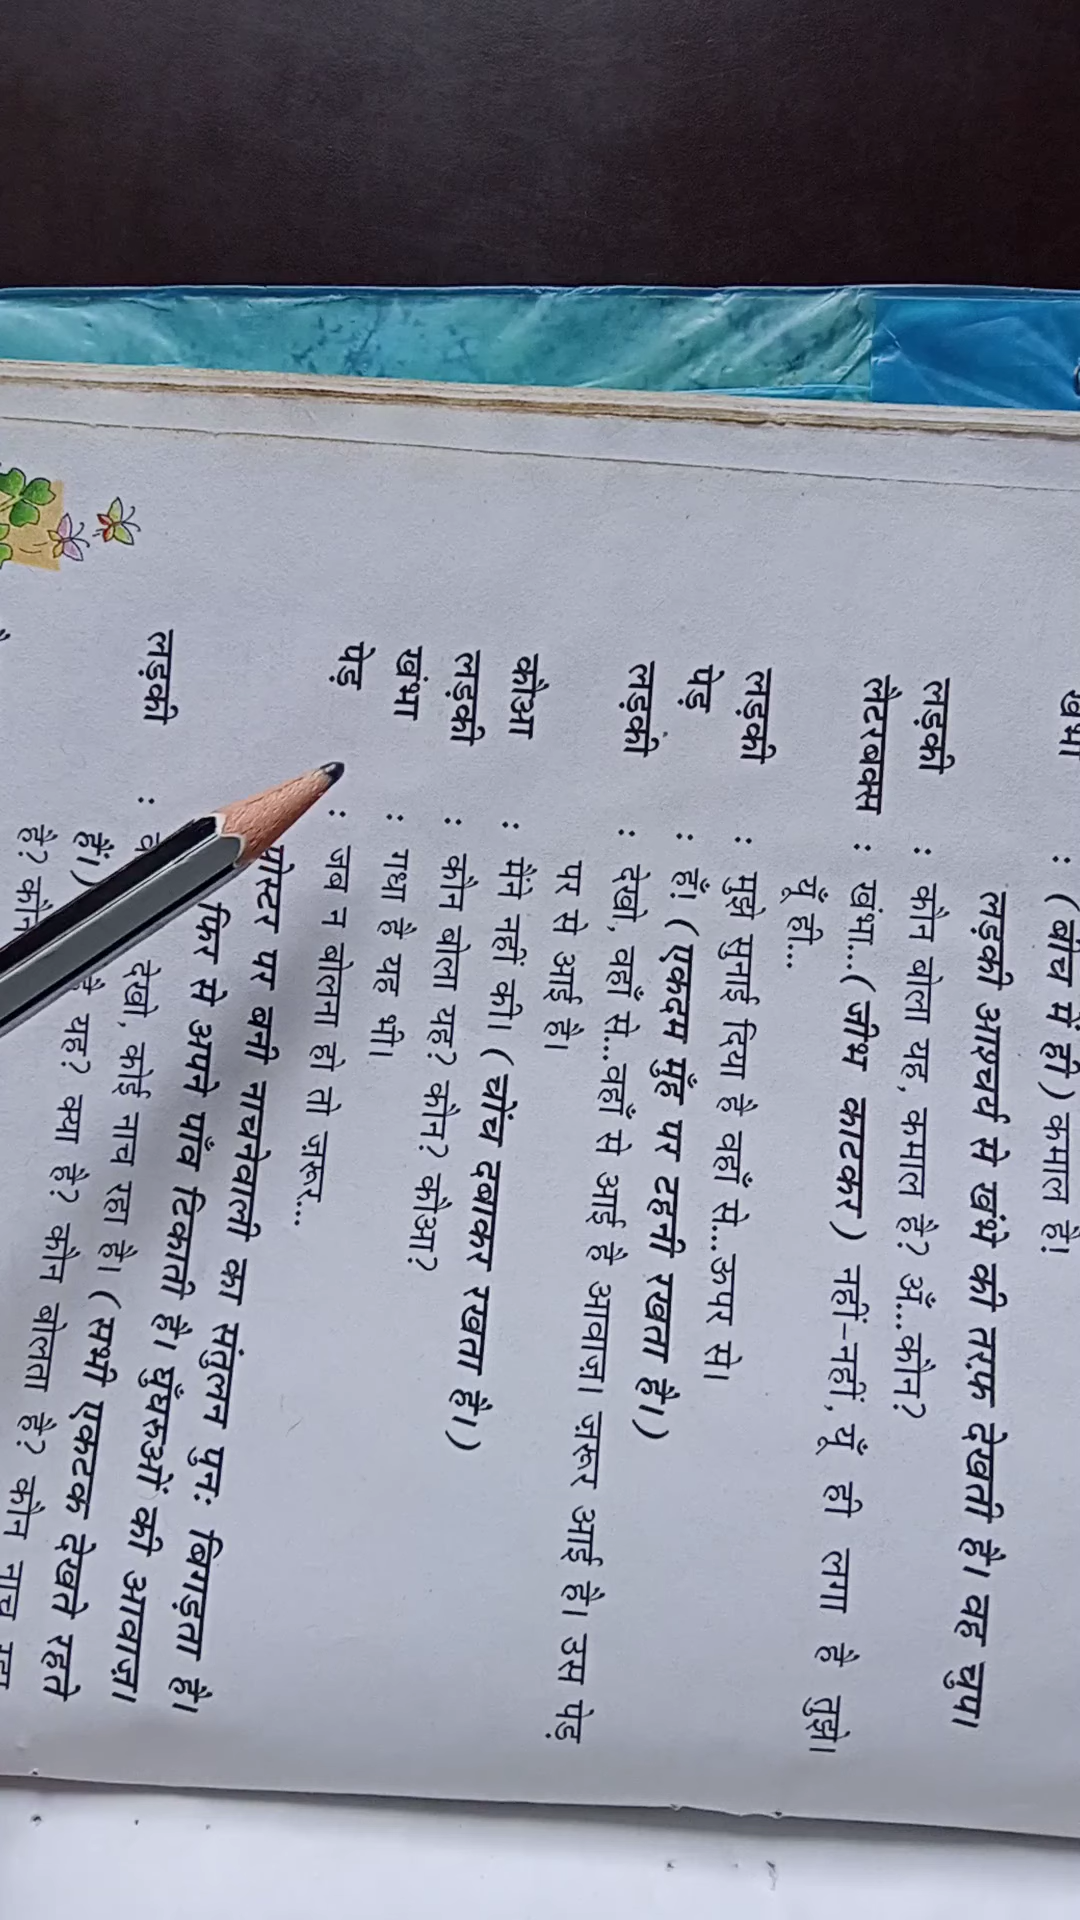 खंभा : (बीच में ही) कमाल है!
लड़की आश्चर्य से खंभे की तरफ़ देखती है। वह चुप।
लड़की : कौन बोला यह, कमाल है? अँ...कौन?
लैटरबक्स : खंभा...(जीभ काटकर) नहीं-नहीं, यूँ ही लगा है तुझे।
यूँ ही...
लड़की : मुझे सुनाई दिया है वहाँ से...ऊपर से।
पेड़ : हँ! (एकदम मुँह पर टहनी रखता है।)
लड़की : देखो, वहाँ से...वहाँ से आई है आवाज़। ज़रूर आई है। उस पेड़
पर से आई है।
कौआ : मैंने नहीं की। (चोंच दबाकर रखता है।)
लड़की : कौन बोला यह? कौन? कौआ?
खंभा : गधा है यह भी।
पेड़ : जब न बोलना हो तो ज़रूर...
पोस्टर पर बनी नाचनेवाली का संतुलन पुनः बिगड़ता है।
फिर से अपने पाँव टिकाती है। घुँघरुओं की आवाज़।
लड़की : देखो, कोई नाच रहा है। (सभी एकटक देखते रहते
हैं।) है यह? क्या है? कौन बोलता है? कौन नाच रहा
है? कौन